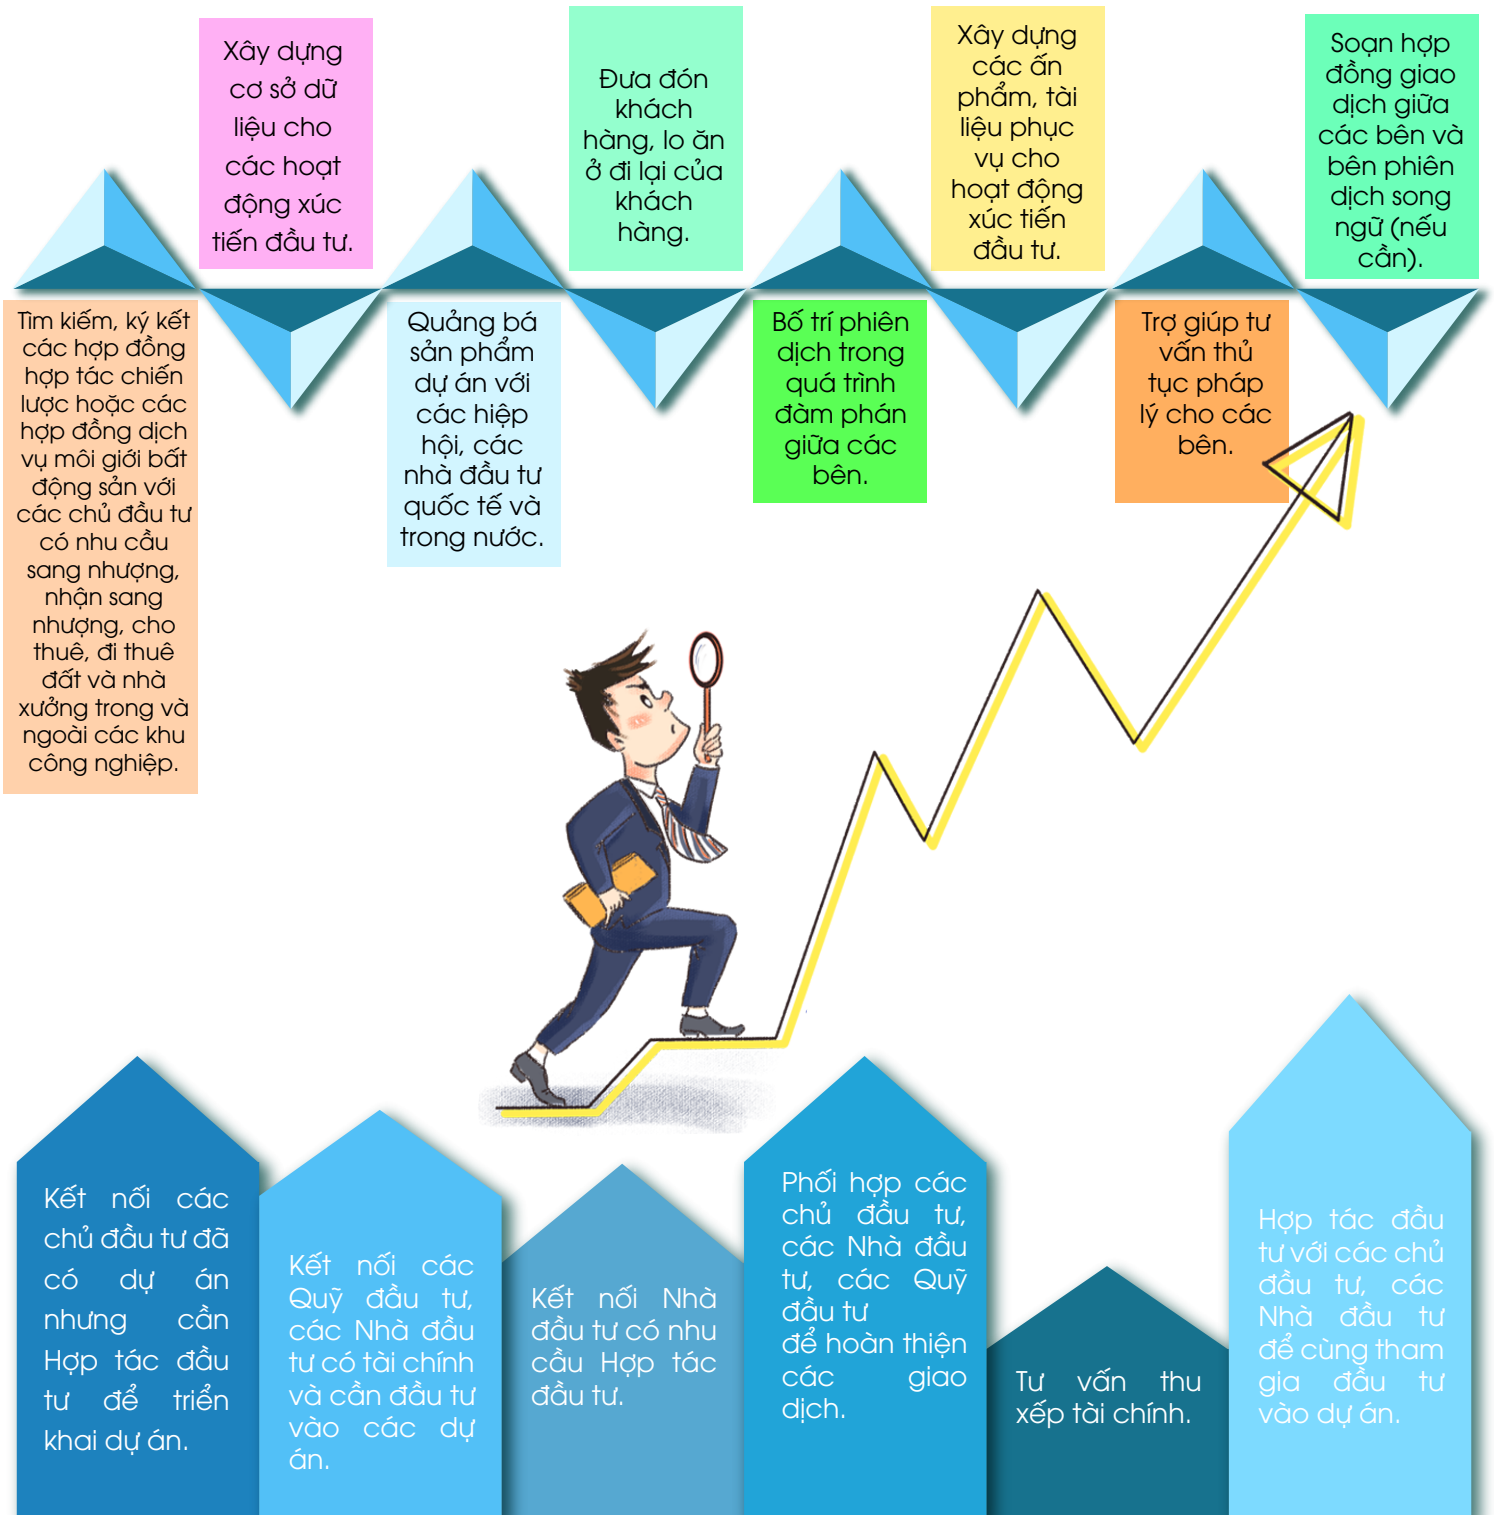 Xây dựng
cơ sở dữ
liệu cho
các hoạt
động xúc
tiến đầu tư.
Đưa đón
khách
hàng, lo ăn
ở đi lại của
khách
hàng.
Xây dựng
các ấn
phẩm, tài
liệu phục
vụ cho
hoạt động
xúc tiến
đầu tư.
Soạn hợp
đồng giao
dịch giữa
các bên và
bên phiên
dịch song
ngữ (nếu
cần).
Tìm kiếm, ký kết
các hợp đồng
hợp tác chiến
lược hoặc các
hợp đồng dịch
vụ môi giới bất
động sản với
các chủ đầu tư
có nhu cầu
sang nhượng,
nhận sang
nhượng, cho
thuê, đi thuê
đất và nhà
xưởng trong và
ngoài các khu
công nghiệp.
Quảng bá
sản phẩm
dự án với
các hiệp
hội, các
nhà đầu tư
quốc tế và
trong nước.
Bố trí phiên
dịch trong
quá trình
đàm phán
giữa các
bên.
Trợ giúp tư
vấn thủ
tục pháp
lý cho các
bên.
Kết nối các
chủ đầu tư đã
có dự án
nhưng cần
Hợp tác đầu
tư để triển
khai dự án.
Kết nối các
Quỹ đầu tư,
các Nhà đầu
tư có tài chính
và cần đầu tư
vào các dự
án.
Kết nối Nhà
đầu tư có nhu
cầu Hợp tác
đầu tư.
Phối hợp các
chủ đầu tư,
các Nhà đầu
tư, các Quỹ
đầu tư
để hoàn thiện
các giao
dịch.
Tư vấn thu
xếp tài chính.
Hợp tác đầu
tư với các chủ
đầu tư, các
Nhà đầu tư
để cùng tham
gia đầu tư
vào dự án.